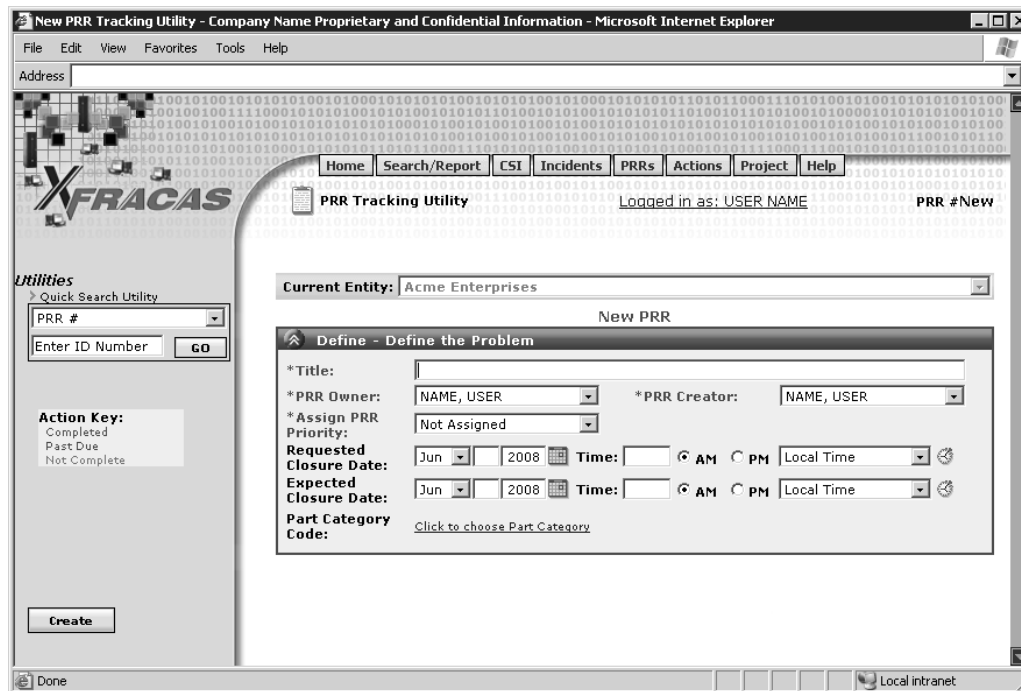 New PRR Tracking Utility - Company Name Proprietary and Confidential Information - Microsoft Internet Explorer
File Edit View Favorites Tools Help
Address
XFRACAS
Home Search/Report CSI Incidents PRRs Actions Project Help
PRR Tracking Utility Logged in as: USER NAME PRR #New
Utilities
Quick Search Utility
PRR #
Enter ID Number GO
Action Key:
Completed
Past Due
Not Complete
Create
Current Entity: Acme Enterprises
New PRR
Define - Define the Problem
*Title:
*PRR Owner: NAME, USER *PRR Creator: NAME, USER
*Assign PRR
Priority: Not Assigned
Requested
Closure Date: Jun 2008 Time: AM PM Local Time
Expected
Closure Date: Jun 2008 Time: AM PM Local Time
Part Category
Code: Click to choose Part Category
Done Local intranet